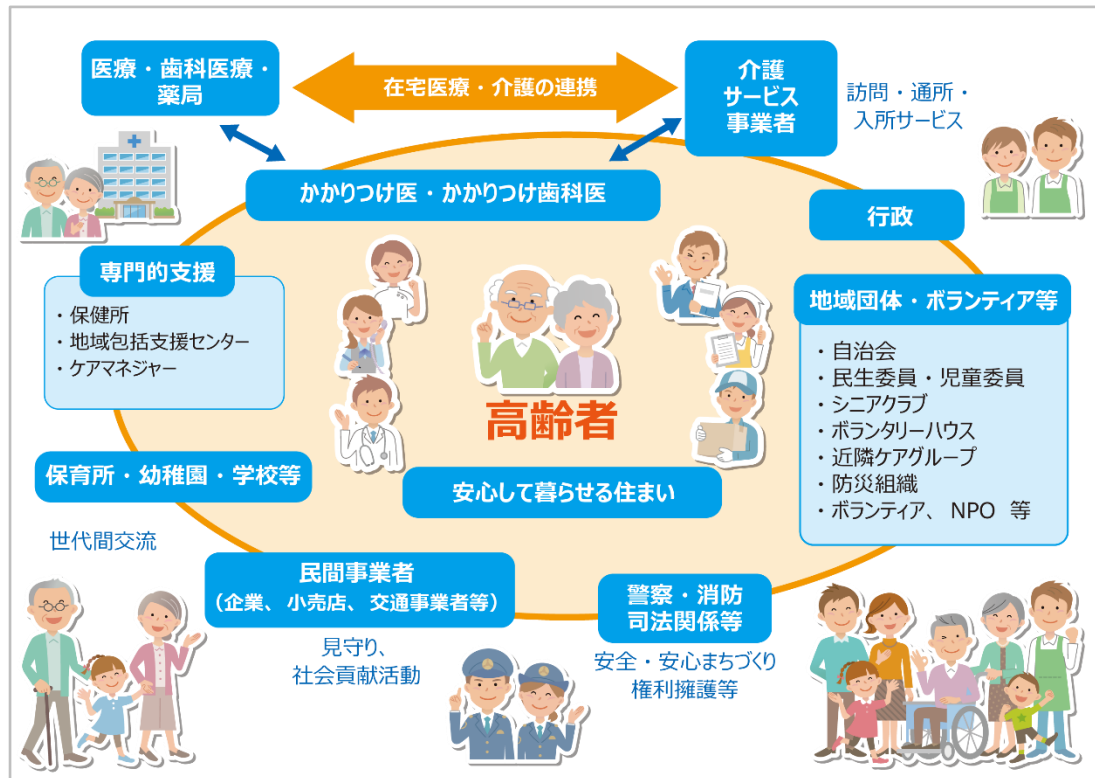 医療・歯科医療・
薬局
在宅医療・介護の連携
介護
サービス
事業者
訪問・通所・
入所サービス
かかりつけ医・かかりつけ歯科医
行政
専門的支援
・保健所
・地域包括支援センター
・ケアマネジャー
地域団体・ボランティア等
・自治会
・民生委員・児童委員
・シニアクラブ
・ボランタリーハウス
・近隣ケアグループ
・防災組織
・ボランティア、NPO 等
高齢者
保育所・幼稚園・学校等
安心して暮らせる住まい
世代間交流
民間事業者
（企業、小売店、交通事業者等）
見守り、
社会貢献活動
警察・消防
司法関係等
安全・安心まちづくり
権利擁護等